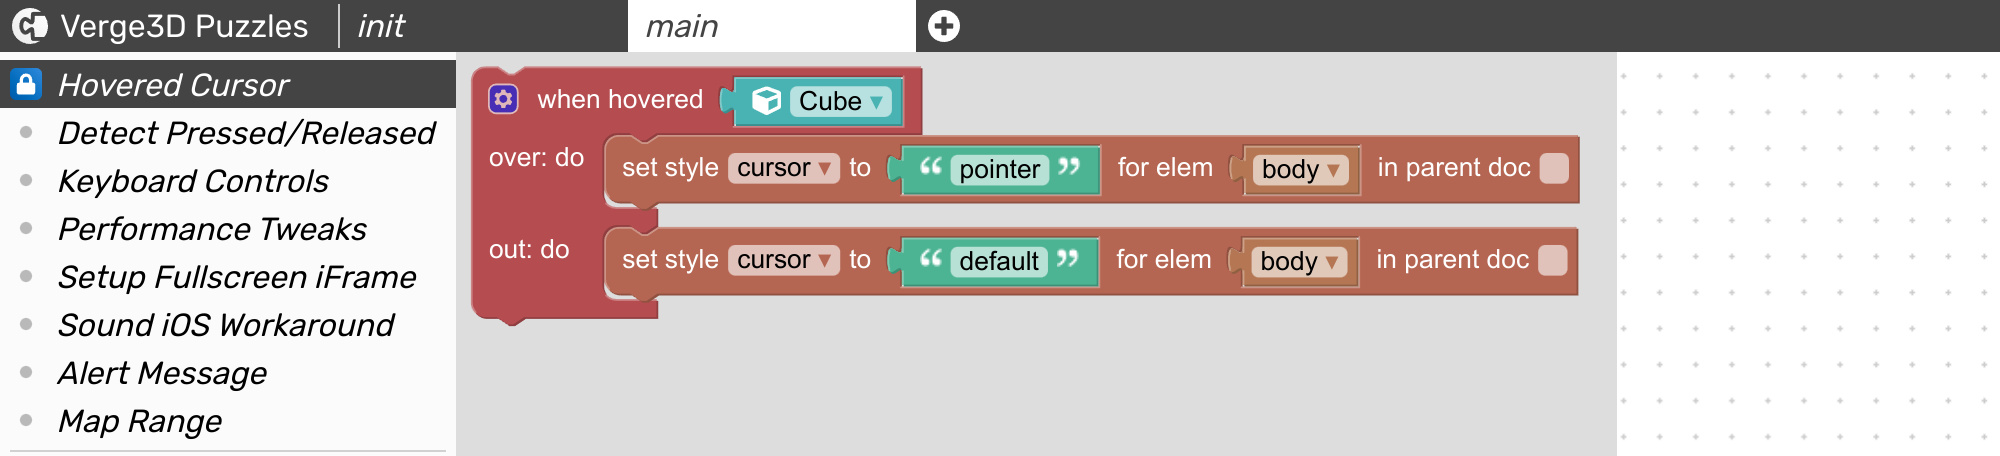 Verge3D Puzzles init main
Hovered Cursor
Detect Pressed/Released
Keyboard Controls
Performance Tweaks
Setup Fullscreen iFrame
Sound iOS Workaround
Alert Message
Map Range
when hovered Cube ▾
over: do set style cursor ▾ to “ pointer ” for elem body ▾ in parent doc
out: do set style cursor ▾ to “ default ” for elem body ▾ in parent doc